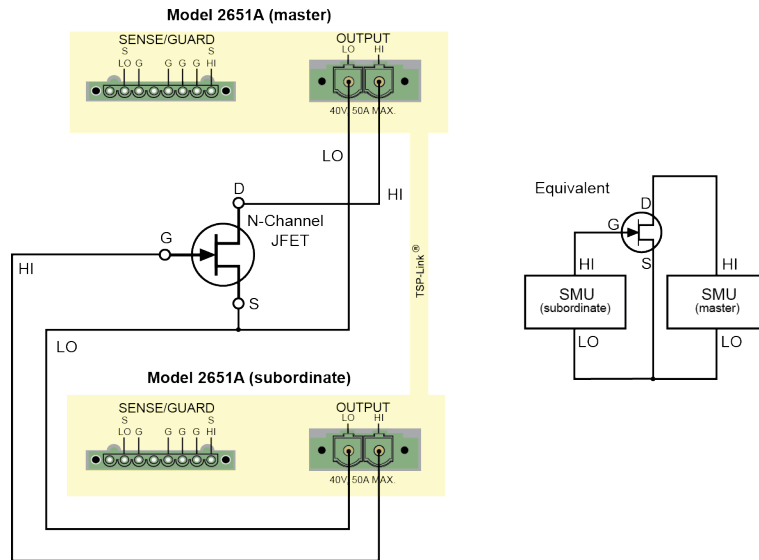 Model 2651A (master)
SENSE/GUARD
S S
LO G G G G HI
OUTPUT
LO HI
40V, 50A MAX.
LO
HI
D
N-Channel
JFET
G
S
HI
LO
TSP-Link ®
Model 2651A (subordinate)
SENSE/GUARD
S S
LO G G G G HI
OUTPUT
LO HI
40V, 50A MAX.
Equivalent
D
G
S
HI
HI
SMU
(subordinate)
SMU
(master)
LO
LO